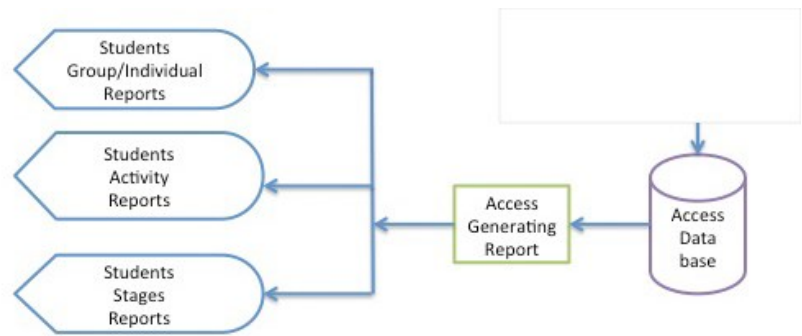 Students
Group/Individual
Reports
Students
Activity
Reports
Students
Stages
Reports
Access
Generating
Report
Access
Data
base